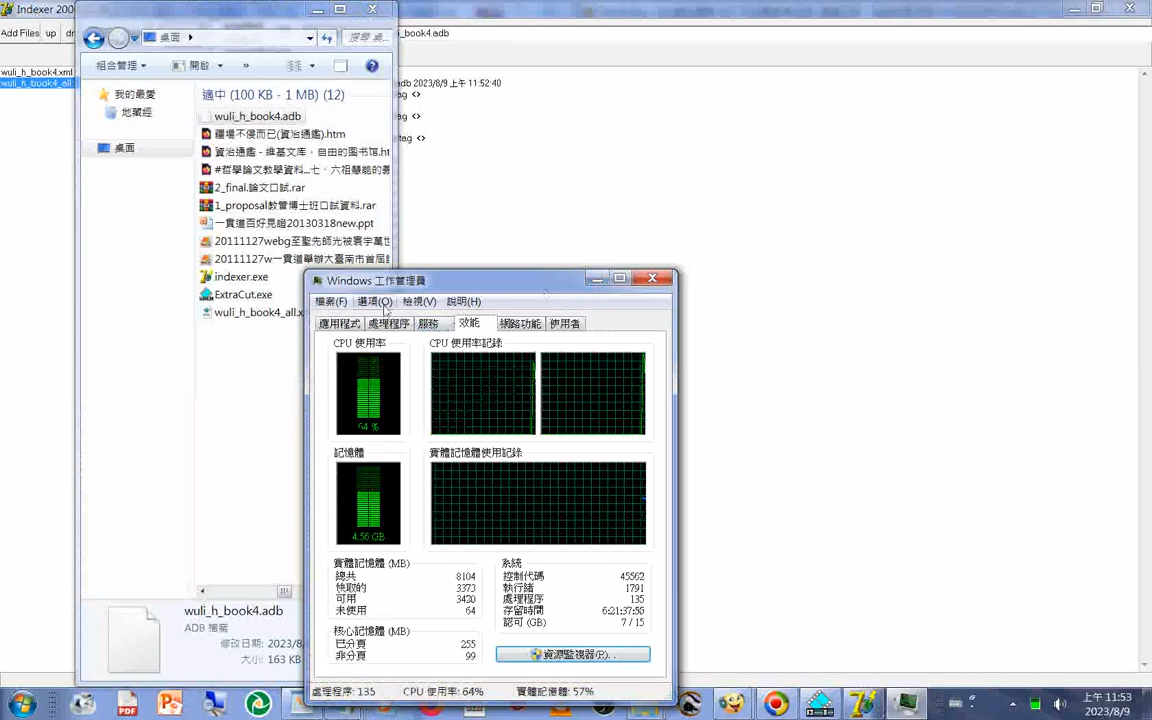 Indexer 200
Add Files up
_book4.adb
wuli_h_book4.xml
wuli_h_book4_all
adb 2023/8/9 上午 11:52:40
ag <>
ag <>
tag <>
桌面
組合管理
開啟
»
我的最愛
地藏經
桌面
適中 (100 KB - 1 MB) (12)
wuli_h_book4.adb
疆場不侵而已(資治通鑑).htm
資治通鑑 - 维基文库，自由的图书馆.ht
#哲學論文教學資料...七、六祖慧能的
2_final.論文口試.rar
1_proposal教管博士班口試資料.rar
一貫道百好見證20130318new.ppt
20111127webg至聖先師光被寰宇萬世
20111127w一貫道舉辦大臺南市首屆
indexer.exe
ExtraCut.exe
wuli_h_book4_all.x
wuli_h_book4.adb
ADB 檔案
修改日期: 2023/8/
大小: 163 KB
Windows 工作管理員
檔案(F) 選項(O) 檢視(V) 說明(H)
應用程式 處理程序 服務 效能 網路功能 使用者
CPU 使用率
CPU 使用率記錄
64 %
記憶體
實體記憶體使用記錄
4.56 GB
實體記憶體 (MB)
總共 8104
快取的 3373
可用 3420
未使用 64
核心記憶體 (MB)
已分頁 255
非分頁 99
系統
控制代碼 45562
執行緒 1791
處理程序 135
存留時間 6:21:37:56
認可 (GB) 7 / 15
資源監視器(R)...
處理程序: 135 CPU 使用率: 64% 實體記憶體: 57%
上午 11:53
2023/8/9